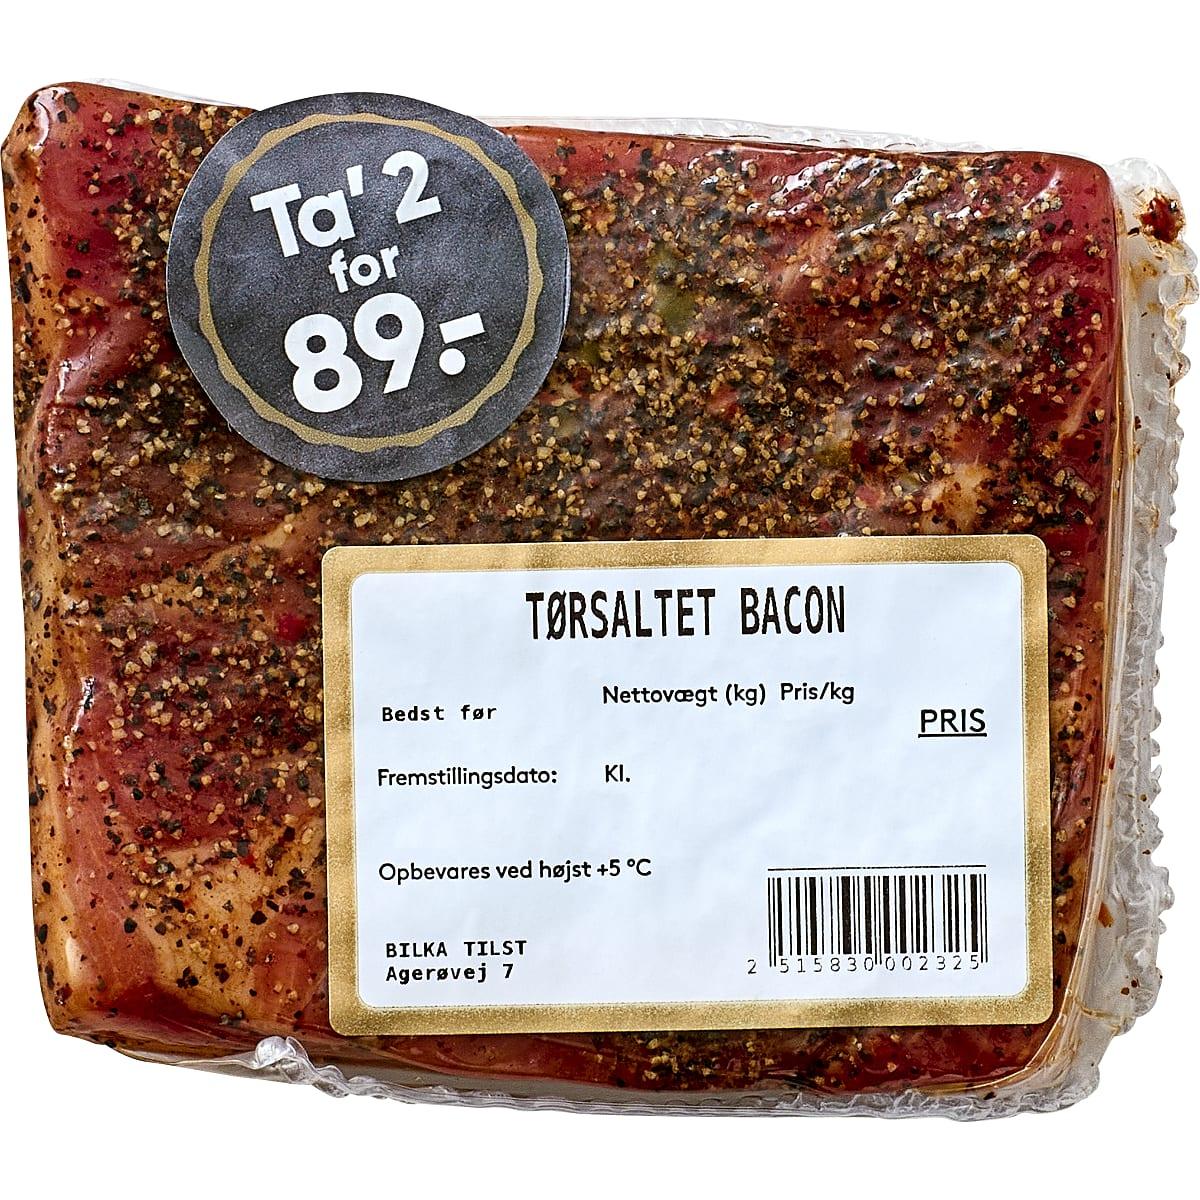 Ta' 2
for
89.-
TØRSALTET BACON
Nettovægt (kg) Pris/kg
Bedst før
PRIS
Fremstillingsdato: Kl.
Opbevares ved højst +5 °C
BILKA TILST
Agerøvej 7
2 515830 002325